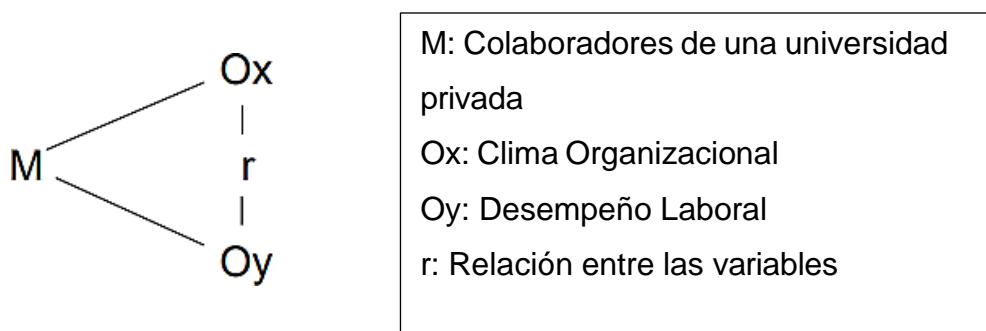 Ox
M
r
Oy
M: Colaboradores de una universidad
privada
Ox: Clima Organizacional
Oy: Desempeño Laboral
r: Relación entre las variables